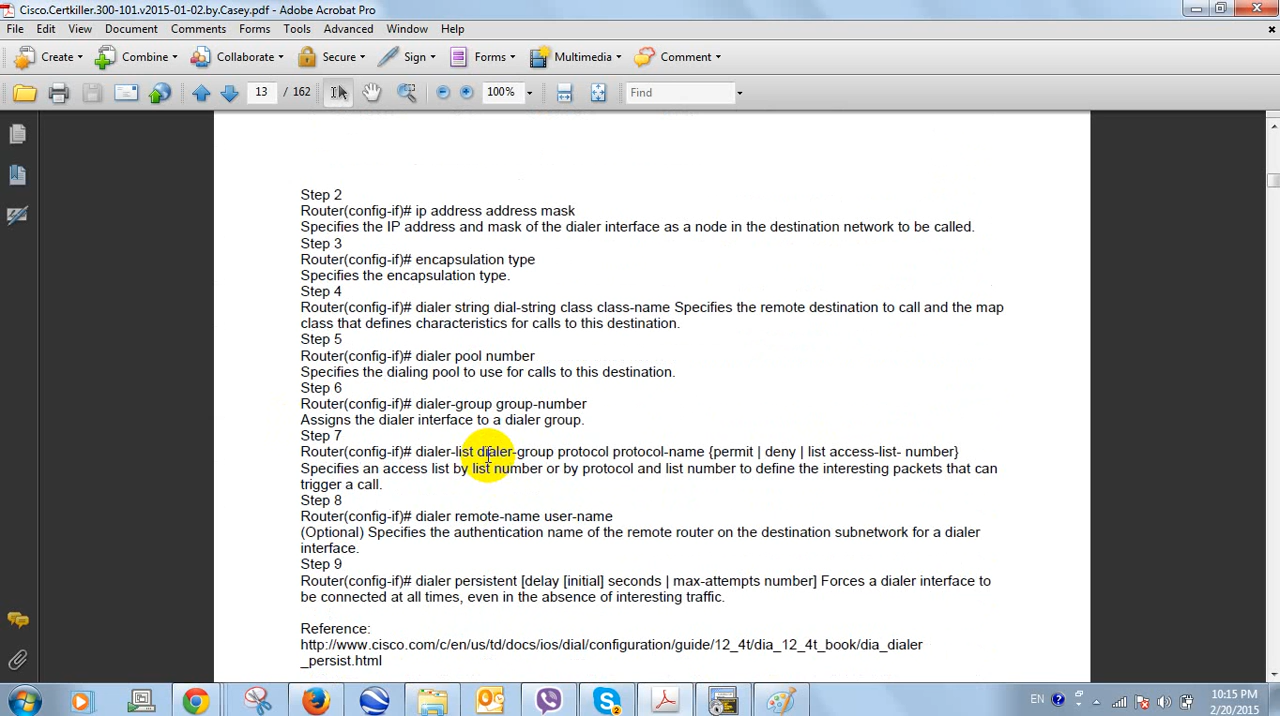 Cisco.Certkiller.300-101.v2015-01-02.by.Casey.pdf - Adobe Acrobat Pro
File Edit View Document Comments Forms Tools Advanced Window Help
Create Combine Collaborate Secure Sign Forms Multimedia Comment
13 / 162 100% Find
Step 2
Router(config-if)# ip address address mask
Specifies the IP address and mask of the dialer interface as a node in the destination network to be called.
Step 3
Router(config-if)# encapsulation type
Specifies the encapsulation type.
Step 4
Router(config-if)# dialer string dial-string class class-name Specifies the remote destination to call and the map
class that defines characteristics for calls to this destination.
Step 5
Router(config-if)# dialer pool number
Specifies the dialing pool to use for calls to this destination.
Step 6
Router(config-if)# dialer-group group-number
Assigns the dialer interface to a dialer group.
Step 7
Router(config-if)# dialer-list dialer-group protocol protocol-name {permit | deny | list access-list- number}
Specifies an access list by list number or by protocol and list number to define the interesting packets that can
trigger a call.
Step 8
Router(config-if)# dialer remote-name user-name
(Optional) Specifies the authentication name of the remote router on the destination subnetwork for a dialer
interface.
Step 9
Router(config-if)# dialer persistent [delay [initial] seconds | max-attempts number] Forces a dialer interface to
be connected at all times, even in the absence of interesting traffic.
Reference:
http://www.cisco.com/c/en/us/td/docs/ios/dial/configuration/guide/12_4t/dia_12_4t_book/dia_dialer
_persist.html
EN 10:15 PM
2/20/2015